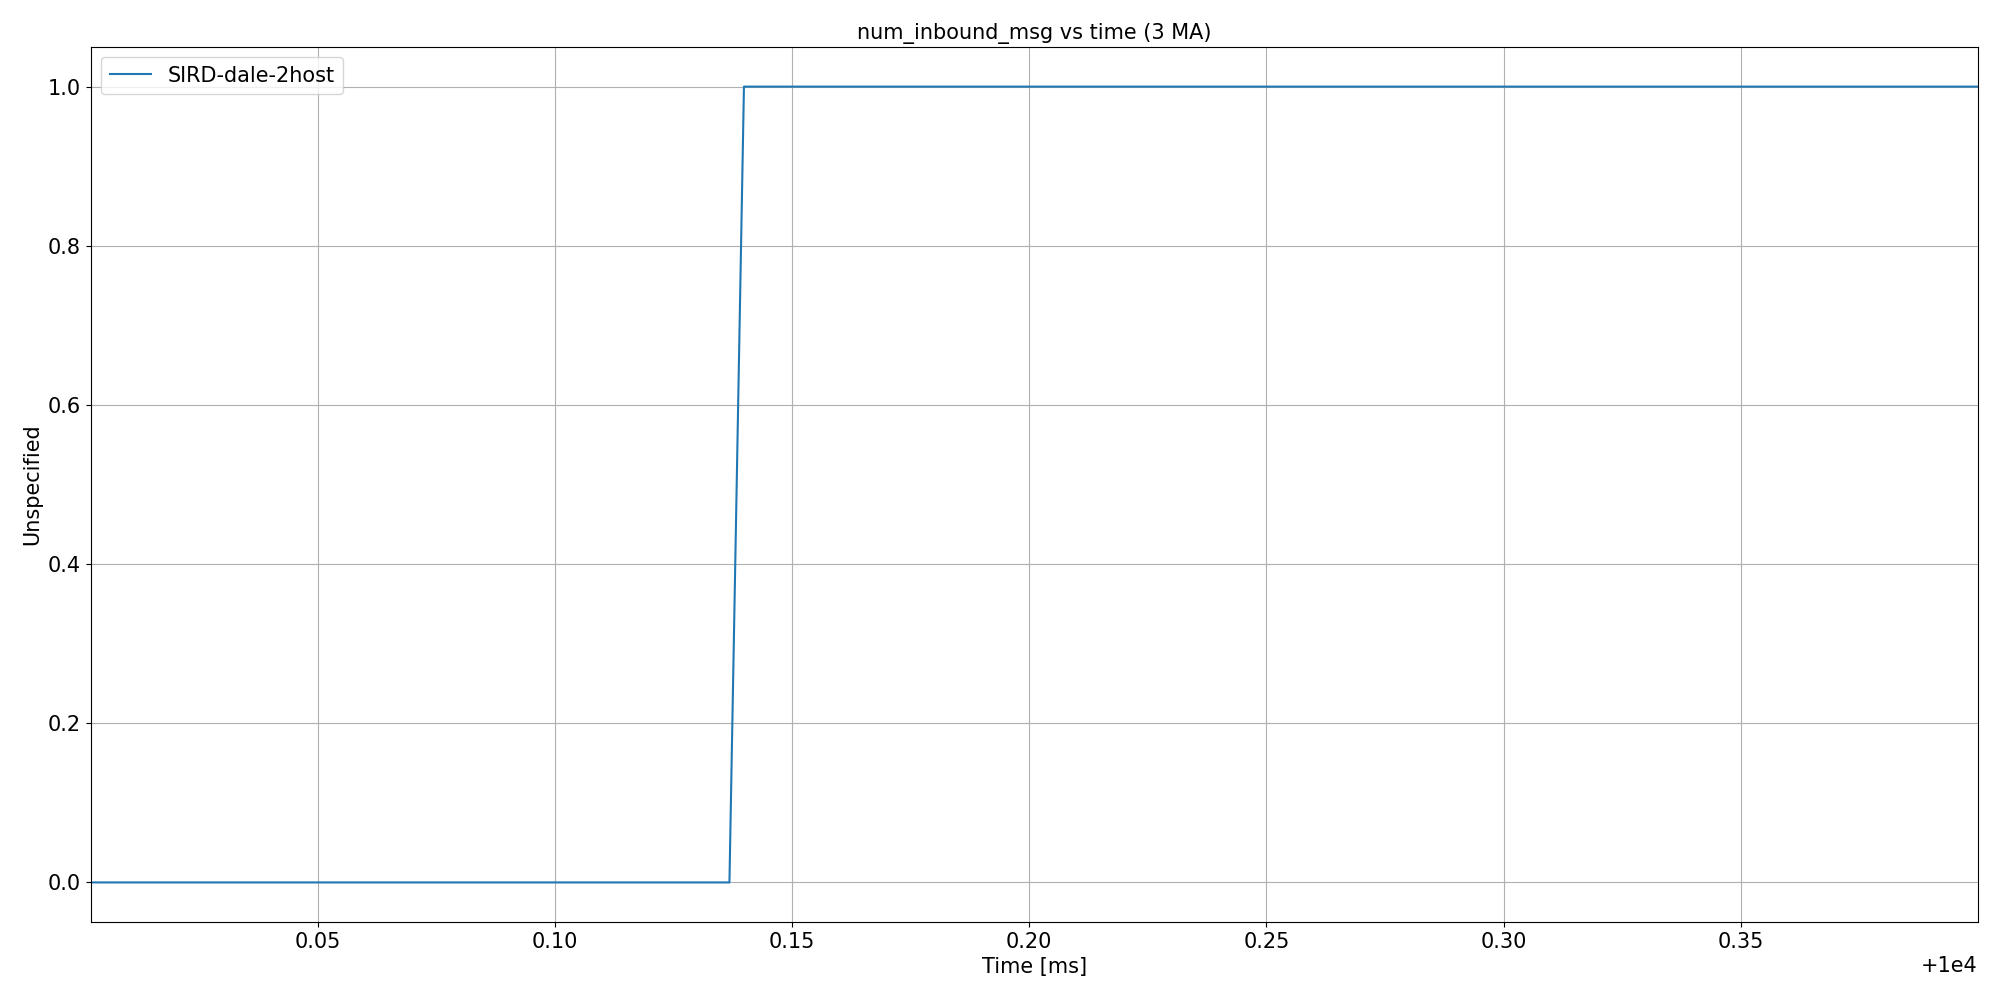 num_inbound_msg vs time (3 MA)
SIRD-dale-2host
1.0
0.8
0.6
0.4
0.2
0.0
Unspecified
0.05 0.10 0.15 0.20 0.25 0.30 0.35
Time [ms]
+1e4